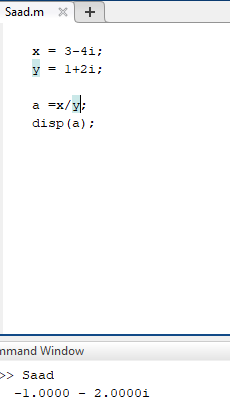 Saad.m
x = 3-4i;
y = 1+2i;
a =x/y;
disp(a);
mmand Window
>> Saad
-1.0000 - 2.0000i